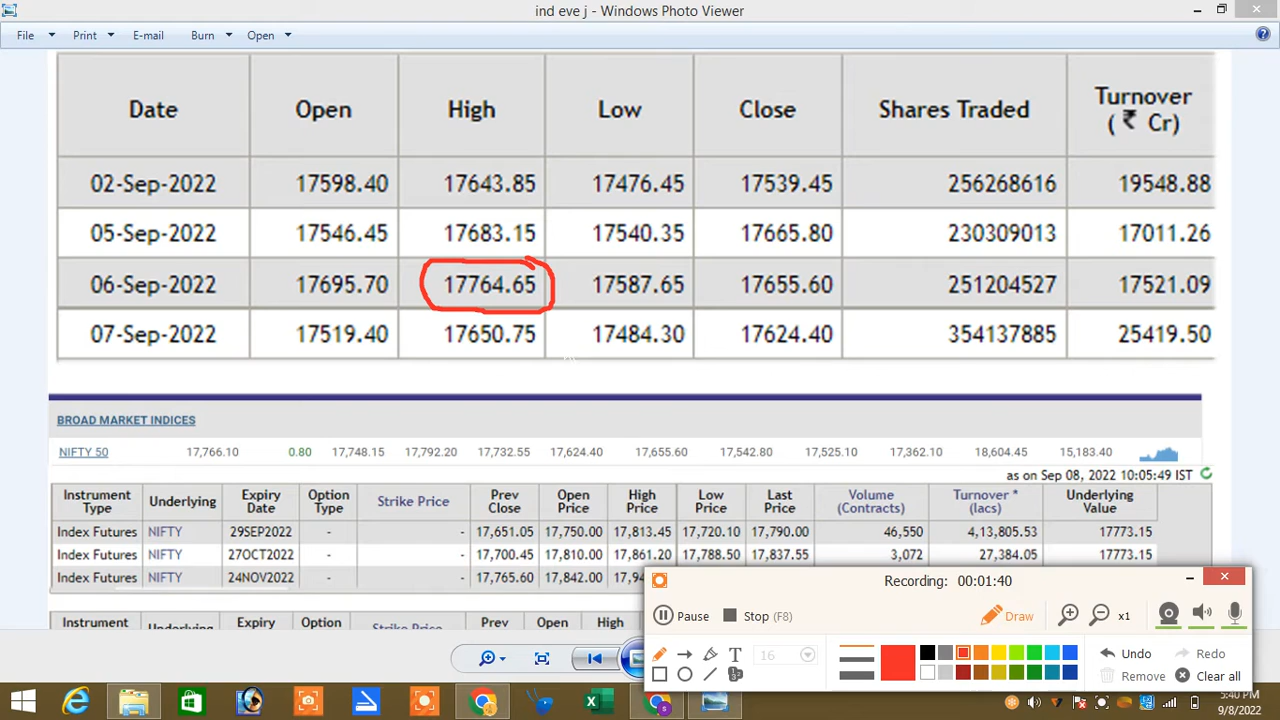 ind eve j - Windows Photo Viewer
File Print E-mail Burn Open
Date Open High Low Close Shares Traded Turnover ( ₹ Cr)
02-Sep-2022 17598.40 17643.85 17476.45 17539.45 256268616 19548.88
05-Sep-2022 17546.45 17683.15 17540.35 17665.80 230309013 17011.26
06-Sep-2022 17695.70 17764.65 17587.65 17655.60 251204527 17521.09
07-Sep-2022 17519.40 17650.75 17484.30 17624.40 354137885 25419.50
BROAD MARKET INDICES
NIFTY 50 17,766.10 0.80 17,748.15 17,792.20 17,732.55 17,624.40 17,655.60 17,542.80 17,525.10 17,362.10 18,604.45 15,183.40
as on Sep 08, 2022 10:05:49 IST
Instrument Type Underlying Expiry Date Option Type Strike Price Prev Close Open Price High Price Low Price Last Price Volume (Contracts) Turnover * (lacs) Underlying Value
Index Futures NIFTY 29SEP2022 - - 17,651.05 17,750.00 17,813.45 17,720.10 17,790.00 46,550 4,13,805.53 17773.15
Index Futures NIFTY 27OCT2022 - - 17,700.45 17,810.00 17,861.20 17,788.50 17,837.55 3,072 27,384.05 17773.15
Index Futures NIFTY 24NOV2022 - - 17,765.60 17,842.00
Instrument Underlying Expiry Option Strike Price Prev Open High
Recording: 00:01:40
Pause Stop (F8) Draw x1
T 16 Undo Redo
Remove Clear all
5:40 PM
9/8/2022